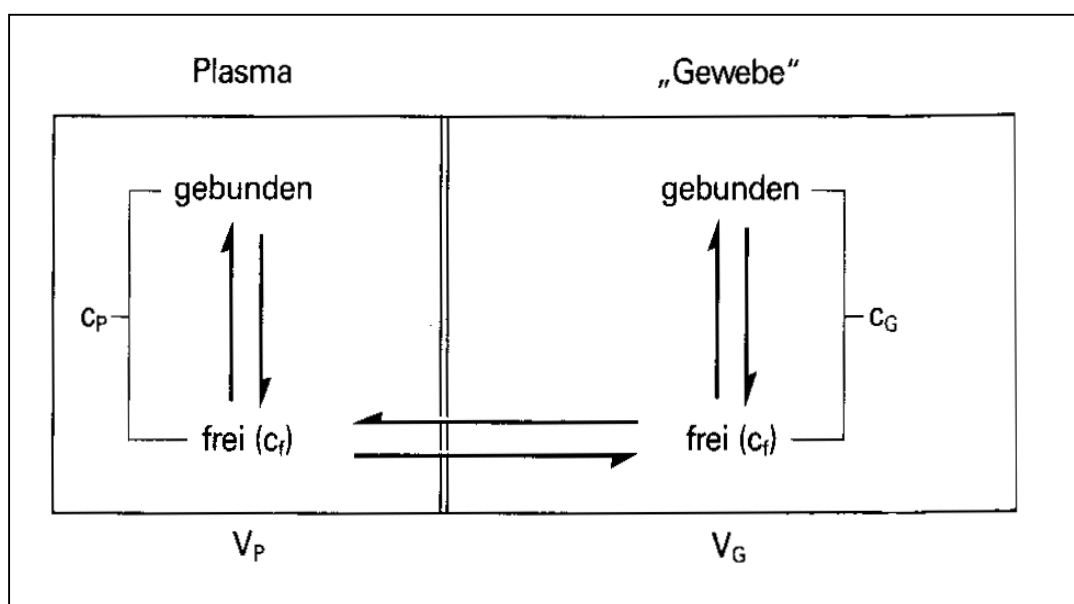 Plasma „Gewebe“
gebunden gebunden
cP cG
frei (cf) frei (cf)
VP VG